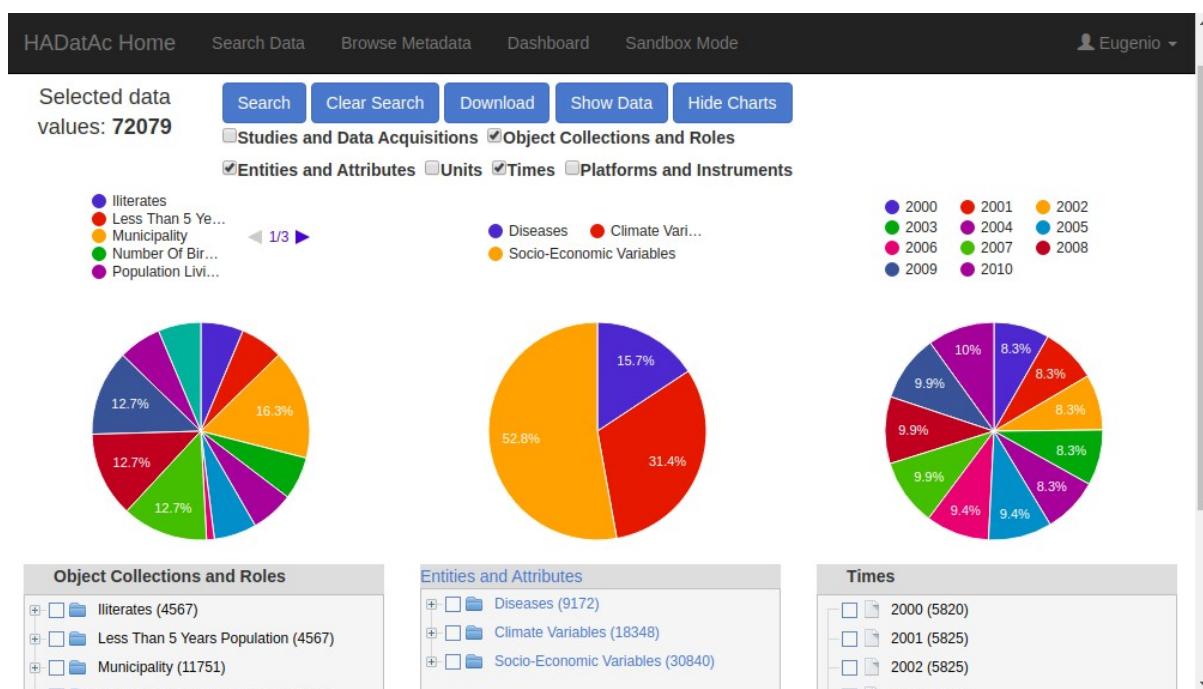 HADatAc Home Search Data Browse Metadata Dashboard Sandbox Mode Eugenio
Selected data
values: 72079
Search Clear Search Download Show Data Hide Charts
Studies and Data Acquisitions Object Collections and Roles
Entities and Attributes Units Times Platforms and Instruments
Iliterates
Less Than 5 Ye...
Municipality
Number Of Bir...
Population Livi...
1/3
Diseases Climate Vari...
Socio-Economic Variables
2000 2001 2002
2003 2004 2005
2006 2007 2008
2009 2010
12.7% 16.3%
12.7%
12.7%
15.7%
52.8%
31.4%
10% 8.3%
9.9% 8.3%
9.9% 8.3%
9.9% 8.3%
9.4% 9.4% 8.3%
Object Collections and Roles
Iliterates (4567)
Less Than 5 Years Population (4567)
Municipality (11751)
Entities and Attributes
Diseases (9172)
Climate Variables (18348)
Socio-Economic Variables (30840)
Times
2000 (5820)
2001 (5825)
2002 (5825)